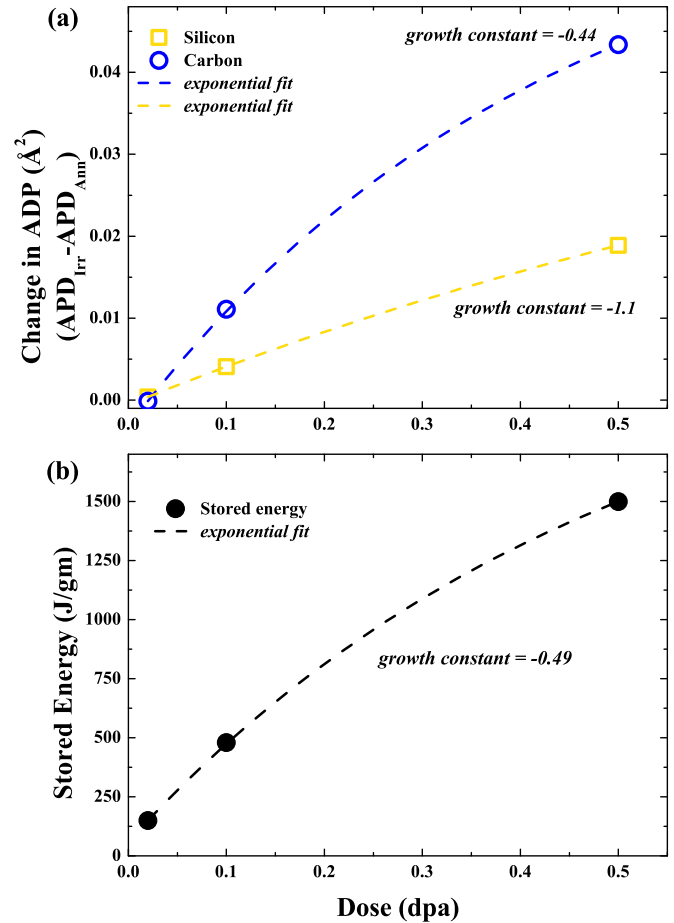 (a)
Silicon
Carbon
exponential fit
exponential fit
growth constant = -0.44
growth constant = -1.1
Change in ADP (Å²)
(APD_Irr-APD_Ann)
0.04
0.03
0.02
0.01
0.00
0.0 0.1 0.2 0.3 0.4 0.5
(b)
Stored energy
exponential fit
growth constant = -0.49
Stored Energy (J/gm)
1500
1250
1000
750
500
250
0
0.0 0.1 0.2 0.3 0.4 0.5
Dose (dpa)